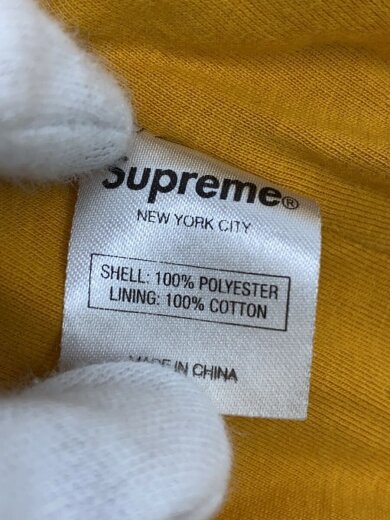 Supreme®
NEW YORK CITY
SHELL: 100% POLYESTER
LINING: 100% COTTON
MADE IN CHINA